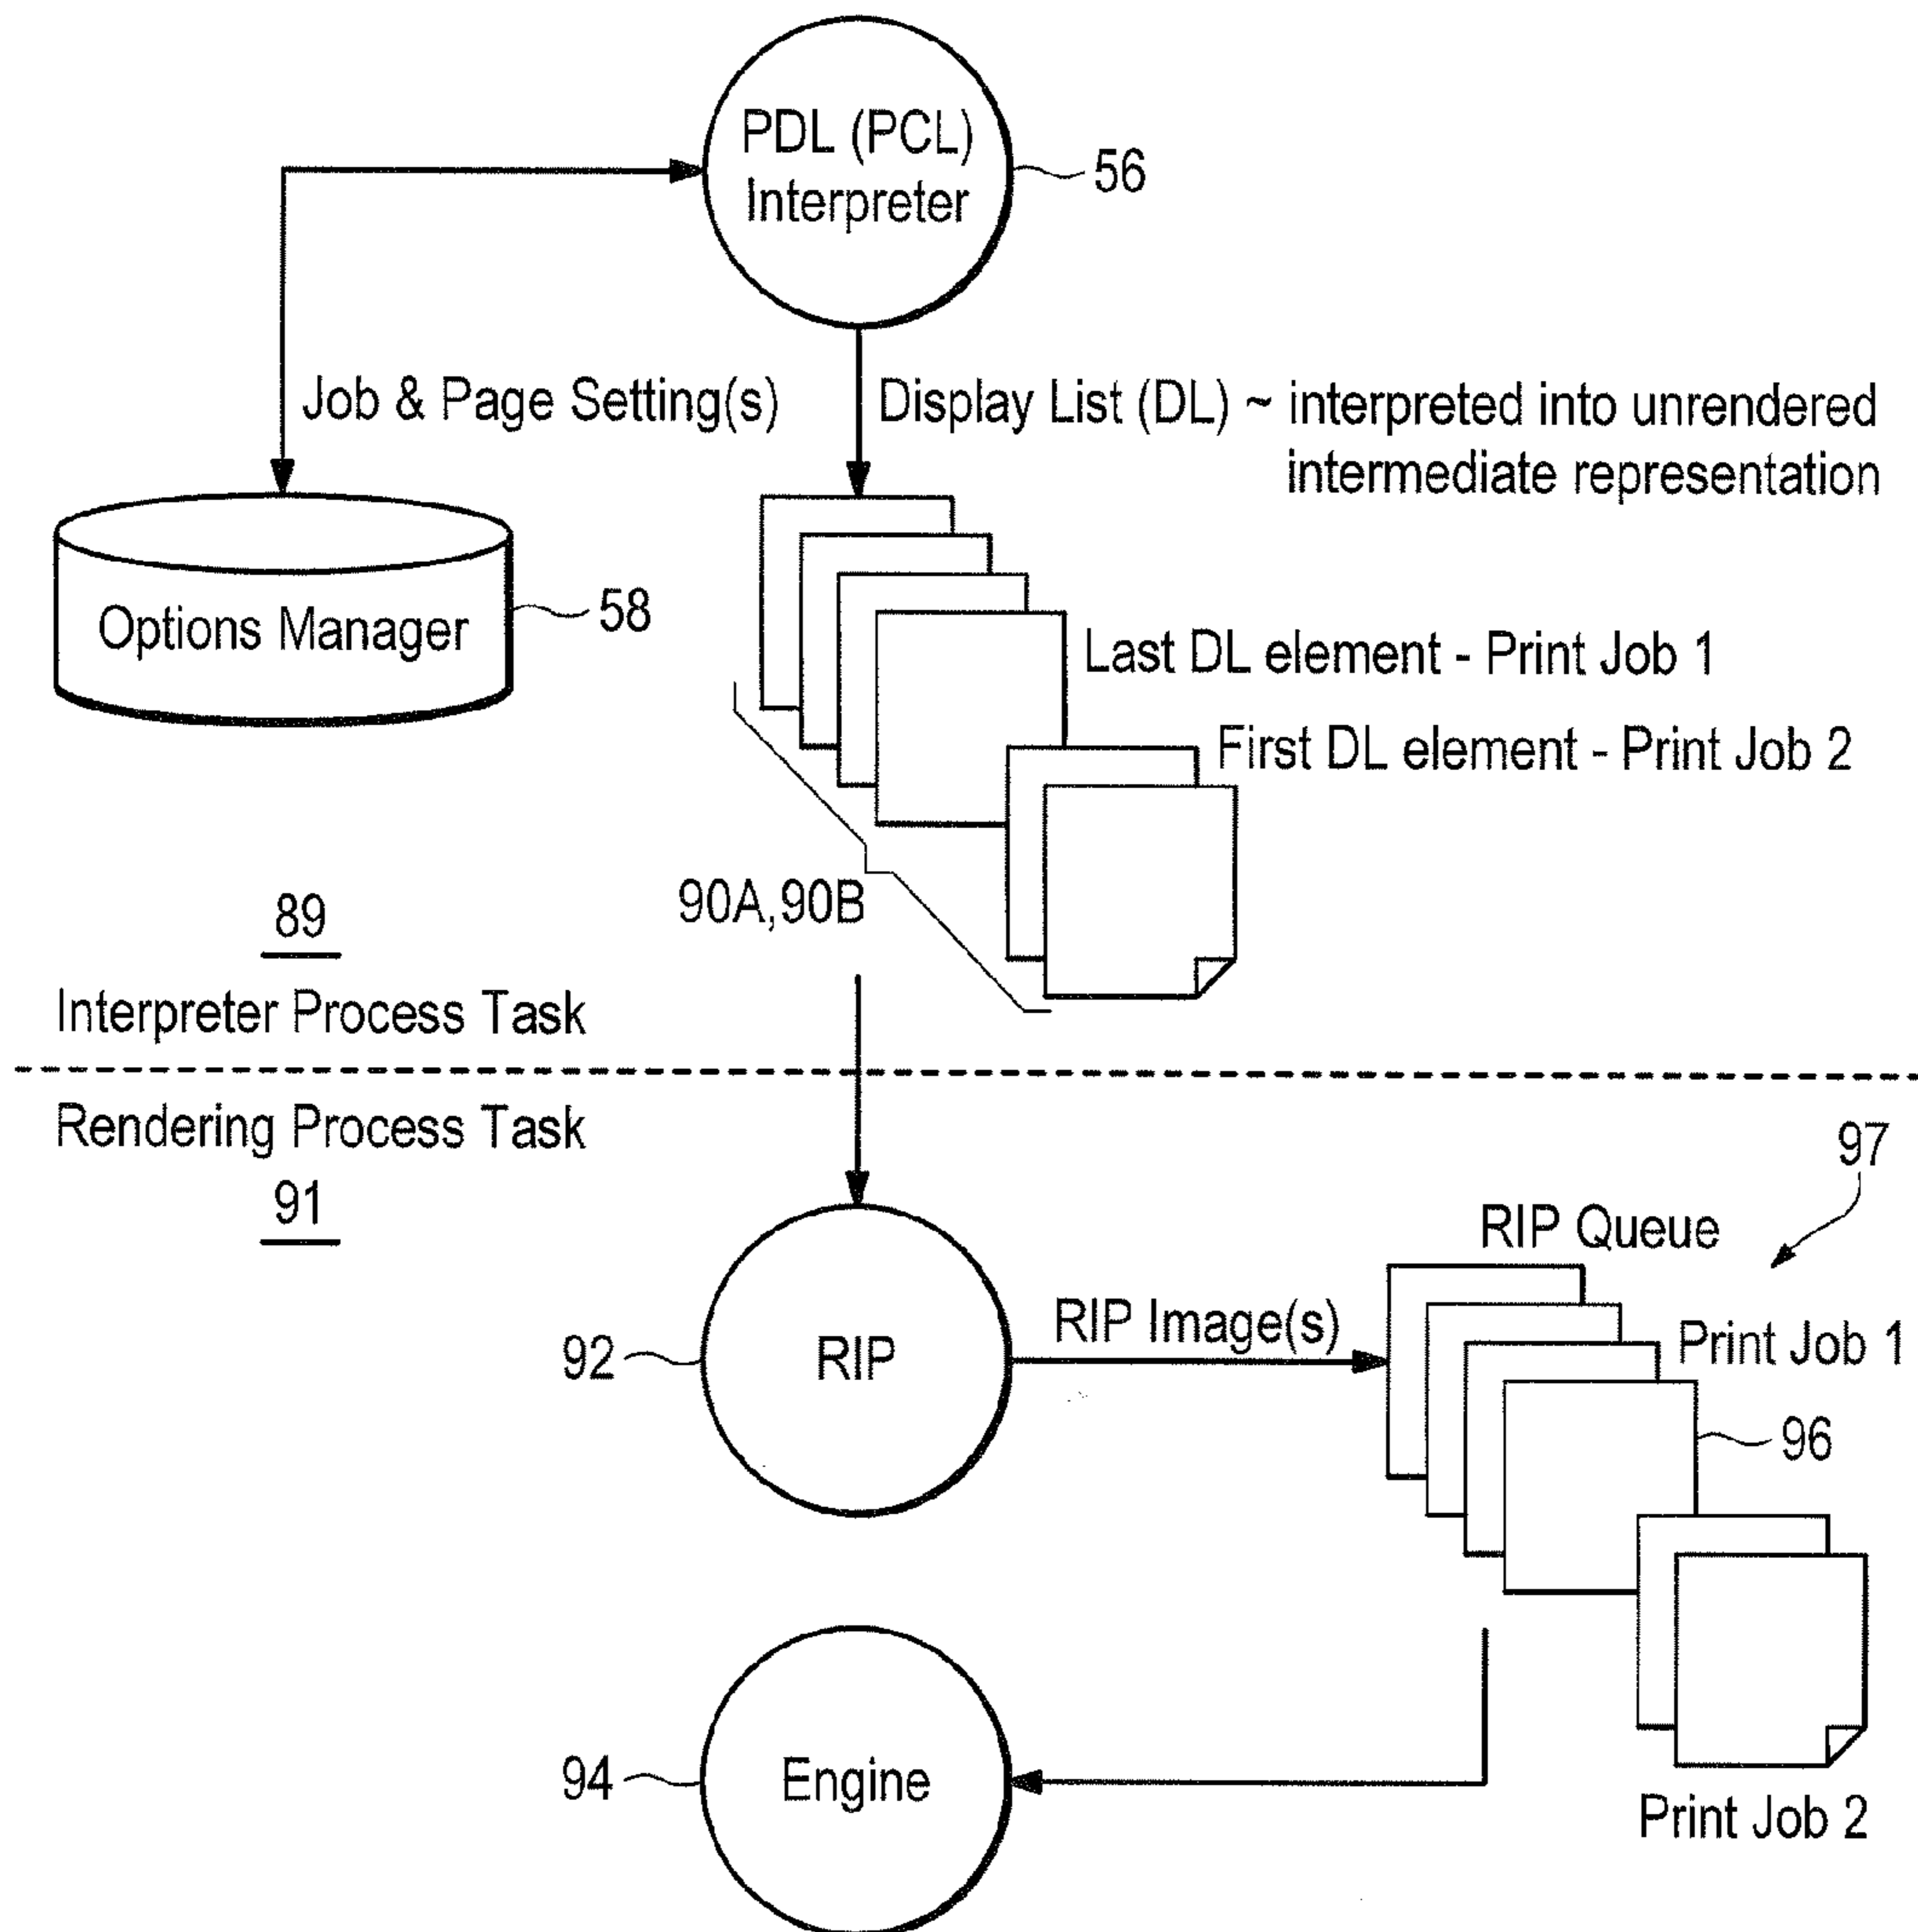 PDL (PCL)
Interpreter
56
Job & Page Setting(s)
Display List (DL) ~ interpreted into unrendered
intermediate representation
Options Manager
58
Last DL element - Print Job 1
First DL element - Print Job 2
90A,90B
89
Interpreter Process Task
Rendering Process Task
91
97
RIP Queue
RIP Image(s)
Print Job 1
92
RIP
96
94
Engine
Print Job 2